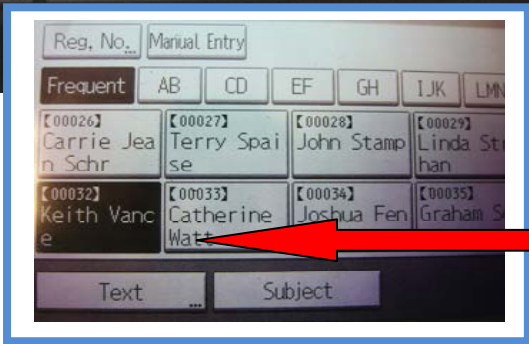 Reg. No. Manual Entry
Frequent AB CD EF GH IJK LMN
【00026】 【00027】 【00028】 【00029】
Carrie Jea Terry Spai John Stamp Linda
n Schr se han
【00032】 【00033】 【00034】 【00035】
Keith Vanc Catherine Joshua Fen Graham
e Watt
Text Subject